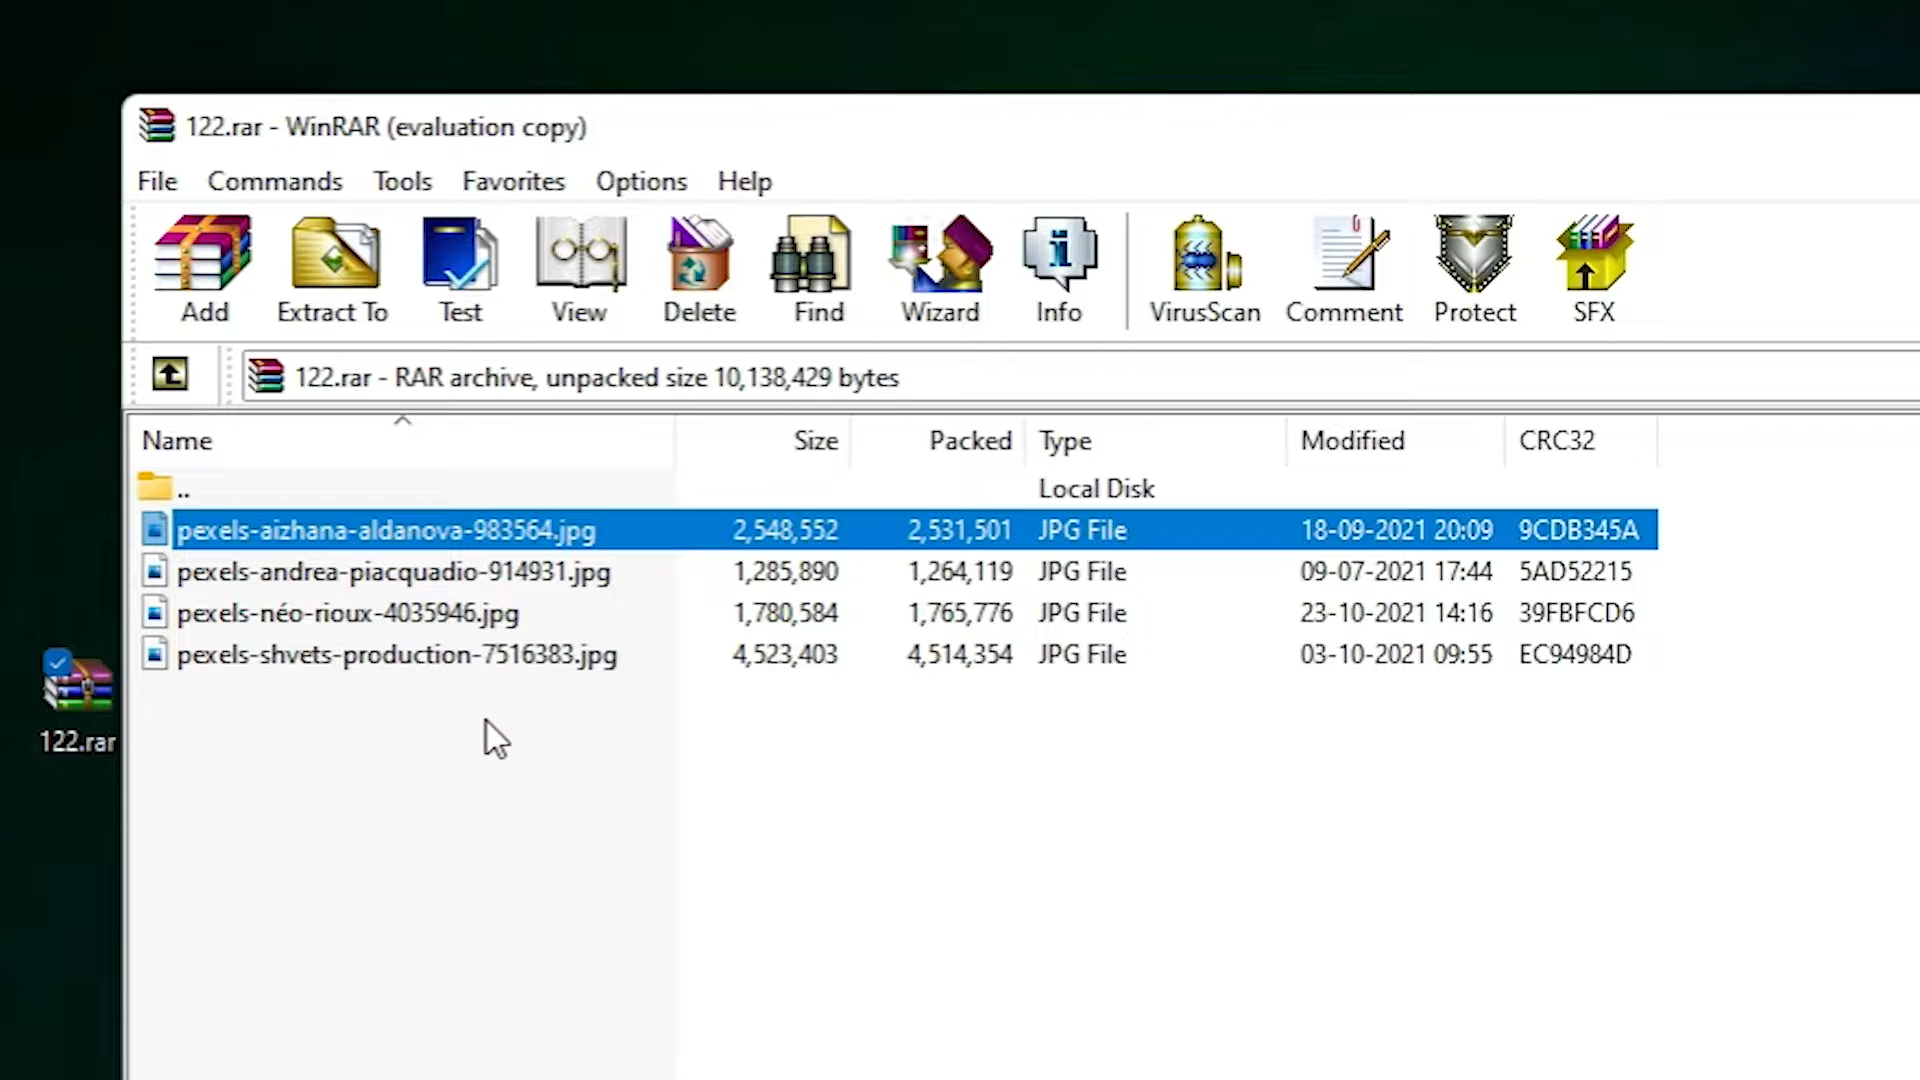 122.rar - WinRAR (evaluation copy)
File Commands Tools Favorites Options Help
Add Extract To Test View Delete Find Wizard Info VirusScan Comment Protect SFX
122.rar - RAR archive, unpacked size 10,138,429 bytes
Name Size Packed Type Modified CRC32
.. Local Disk
pexels-aizhana-aldanova-983564.jpg 2,548,552 2,531,501 JPG File 18-09-2021 20:09 9CDB345A
pexels-andrea-piacquadio-914931.jpg 1,285,890 1,264,119 JPG File 09-07-2021 17:44 5AD52215
pexels-néo-rioux-4035946.jpg 1,780,584 1,765,776 JPG File 23-10-2021 14:16 39FBFCD6
pexels-shvets-production-7516383.jpg 4,523,403 4,514,354 JPG File 03-10-2021 09:55 EC94984D
122.rar